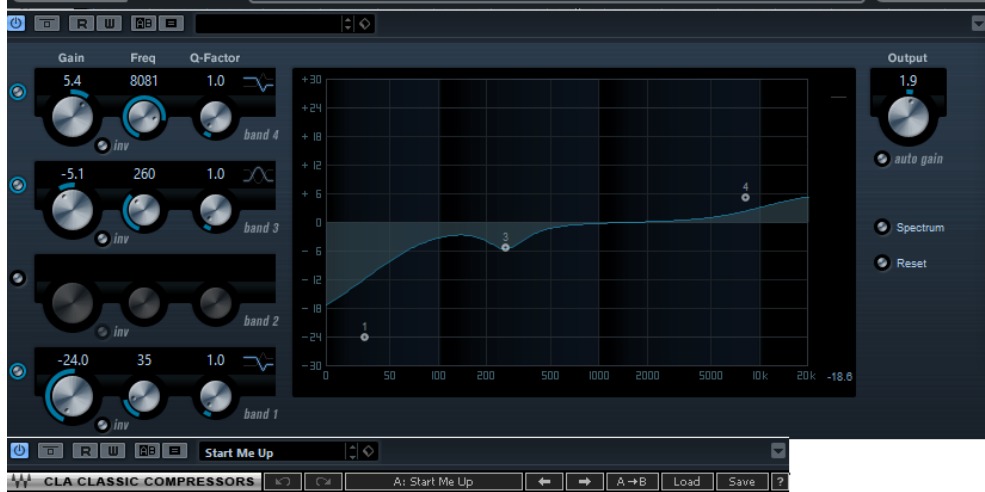 R W AB
Gain Freq Q-Factor Output
5.4 8081 1.0 1.9
inv band 4 auto gain
-5.1 260 1.0
inv band 3 Spectrum
Reset
inv band 2
-24.0 35 1.0
inv band 1
+30
+24
+18
+12
+ 6
0
- 6
- 12
- 18
-24
-30
4
3
1
0 50 100 200 500 1000 2000 5000 10k 20k -18.6
R W AB Start Me Up
CLA CLASSIC COMPRESSORS A: Start Me Up A→B Load Save ?